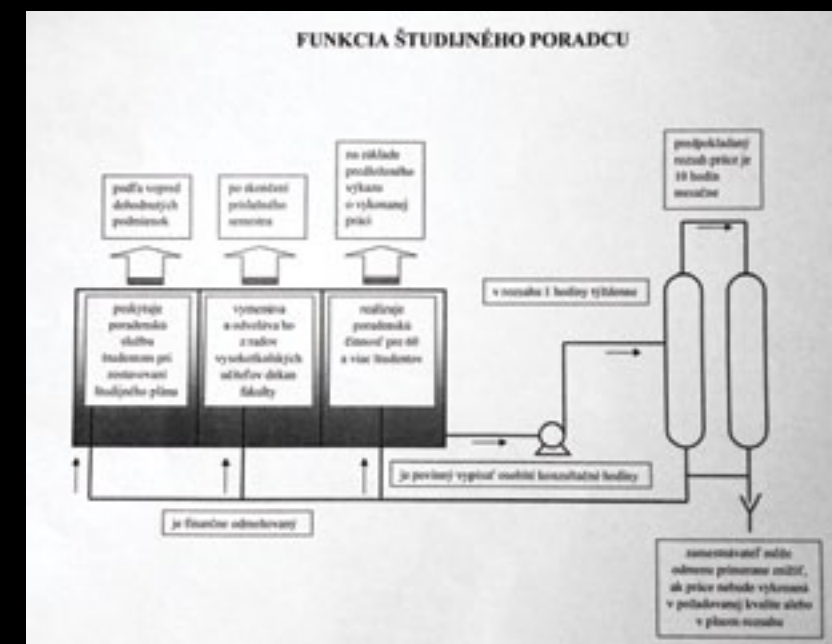 FUNKCIA ŠTUDIJNÉHO PORADCU
podľa vopred
dohodnutých
podmienok
po skončení
príslušného
semestra
na základe
predloženého
výkazu
o vykonanej
práci
predpokladaný
rozsah práce je
10 hodín
mesačne
v rozsahu 1 hodiny týždenne
poskytuje
poradenskú
službu
študentom pri
zostavovaní
študijného plánu
vymenúva
a odvoláva ho
z radov
vysokoškolských
učiteľov dekan
fakulty
realizuje
poradenskú
činnosť pre 60
a viac študentov
je povinný vypísať osobitné konzultačné hodiny
je finančne odmeňovaný
zamestnávateľ môže
odmenu primerane znížiť,
ak práce nebude vykonaná
v požadovanej kvalite alebo
v plnom rozsahu